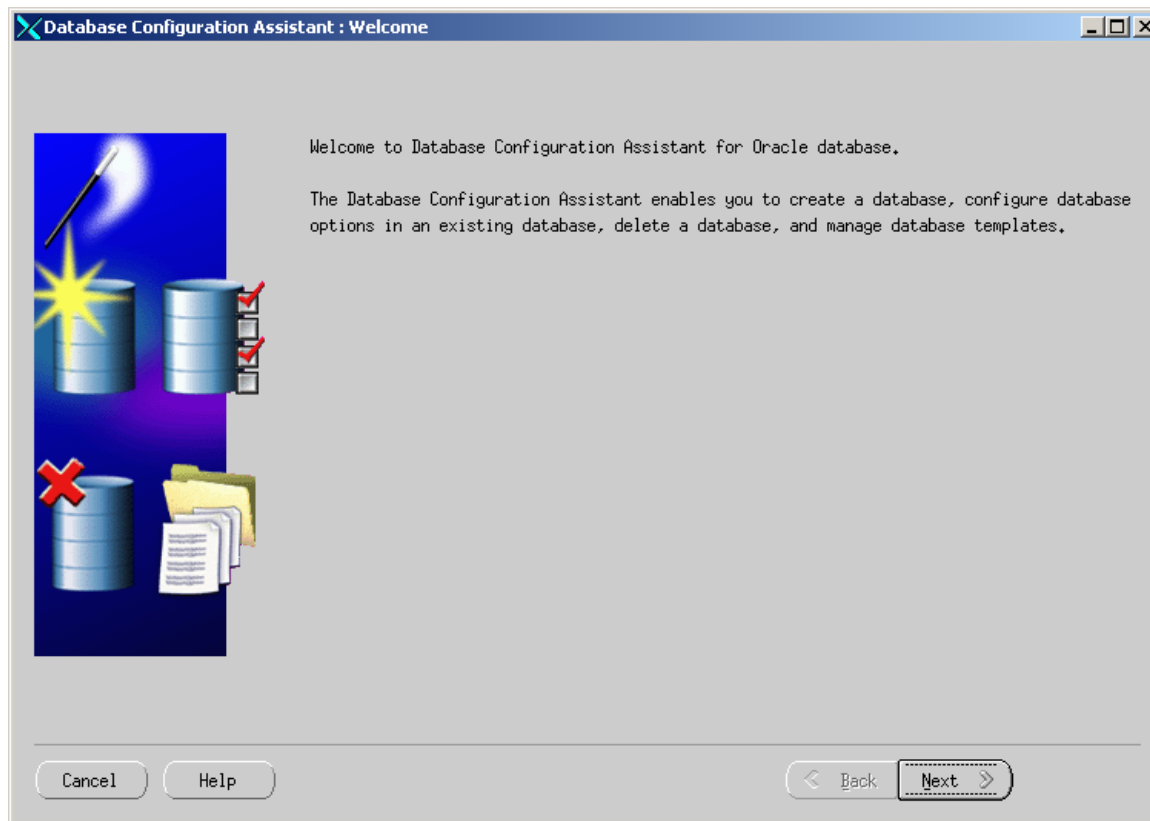 Database Configuration Assistant : Welcome
Welcome to Database Configuration Assistant for Oracle database.
The Database Configuration Assistant enables you to create a database, configure database
options in an existing database, delete a database, and manage database templates.
Cancel
Help
Back
Next